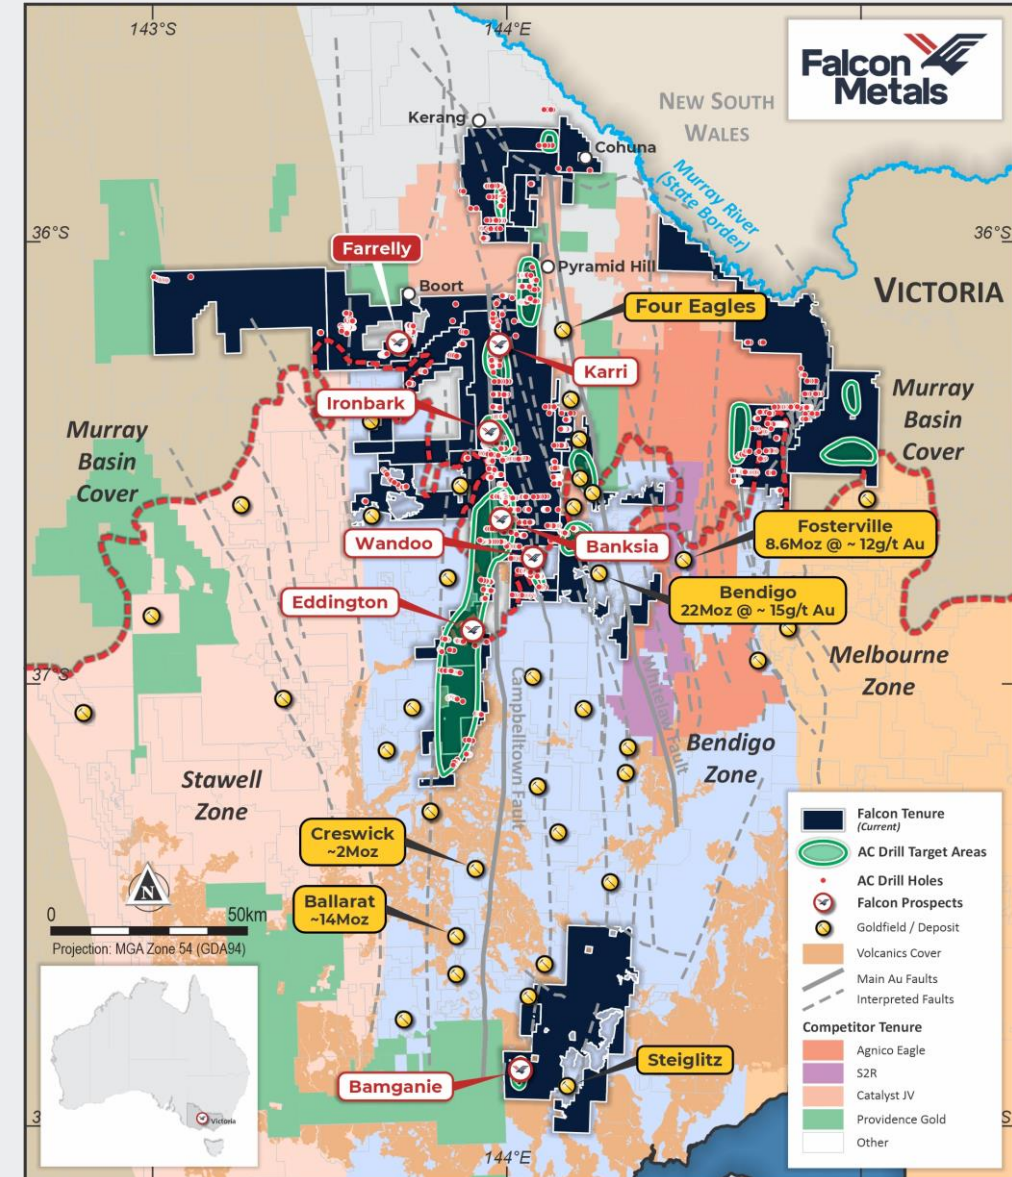 143°S
144°E
Falcon
Metals
NEW SOUTH
WALES
Kerang
Cohuna
Murray River
(State Border)
36°S
36°S
Farrelly
Pyramid Hill
Boort
VICTORIA
Four Eagles
Karri
Ironbark
Murray
Basin
Cover
Murray
Basin
Cover
Fosterville
8.6Moz @ ~ 12g/t Au
Wandoo
Banksia
Bendigo
22Moz @ ~ 15g/t Au
Eddington
37°S
Melbourne
Zone
Campbelltown Fault
Whitelaw Fault
Bendigo
Zone
Stawell
Zone
Creswick
~2Moz
Ballarat
~14Moz
N
0
50km
Projection: MGA Zone 54 (GDA94)
Victoria
Steiglitz
Bamganie
144°E
Falcon Tenure
(Current)
AC Drill Target Areas
AC Drill Holes
Falcon Prospects
Goldfield / Deposit
Volcanics Cover
Main Au Faults
Interpreted Faults
Competitor Tenure
Agnico Eagle
S2R
Catalyst JV
Providence Gold
Other